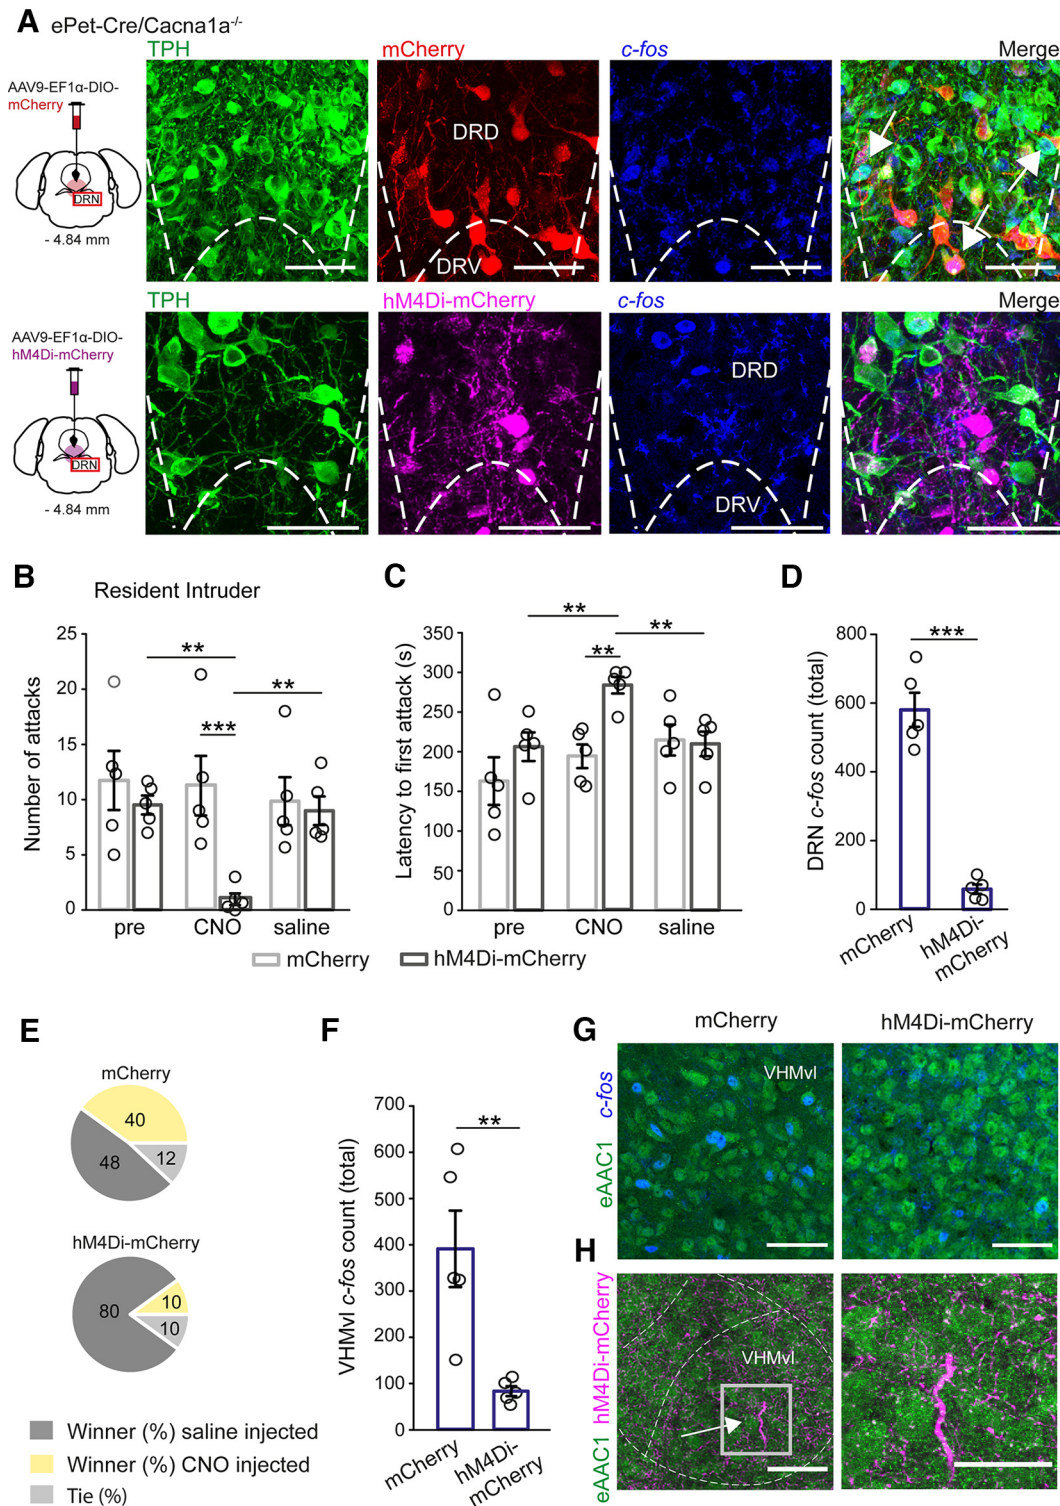 A ePet-Cre/Cacna1a-/-
TPH mCherry c-fos Merge
AAV9-EF1α-DIO-
mCherry
DRD
DRV
DRN
- 4.84 mm
TPH hM4Di-mCherry c-fos Merge
AAV9-EF1α-DIO-
hM4Di-mCherry
DRD
DRV
DRN
- 4.84 mm
B
Resident Intruder
Number of attacks
25
20
15
10
5
0
**
**
***
pre CNO saline
C
Latency to first attack (s)
350
300
250
200
150
100
50
0
**
**
**
pre CNO saline
mCherry hM4Di-mCherry
D
DRN c-fos count (total)
800
600
400
200
0
***
mCherry
hM4Di-
mCherry
E
mCherry
40
48
12
hM4Di-mCherry
80
10
10
Winner (%) saline injected
Winner (%) CNO injected
Tie (%)
F
VHMvl c-fos count (total)
700
600
500
400
300
200
100
0
**
mCherry
hM4Di-
mCherry
G
mCherry hM4Di-mCherry
eAAC1 c-fos
VHMvl
H
eAAC1 hM4Di-mCherry
VHMvl